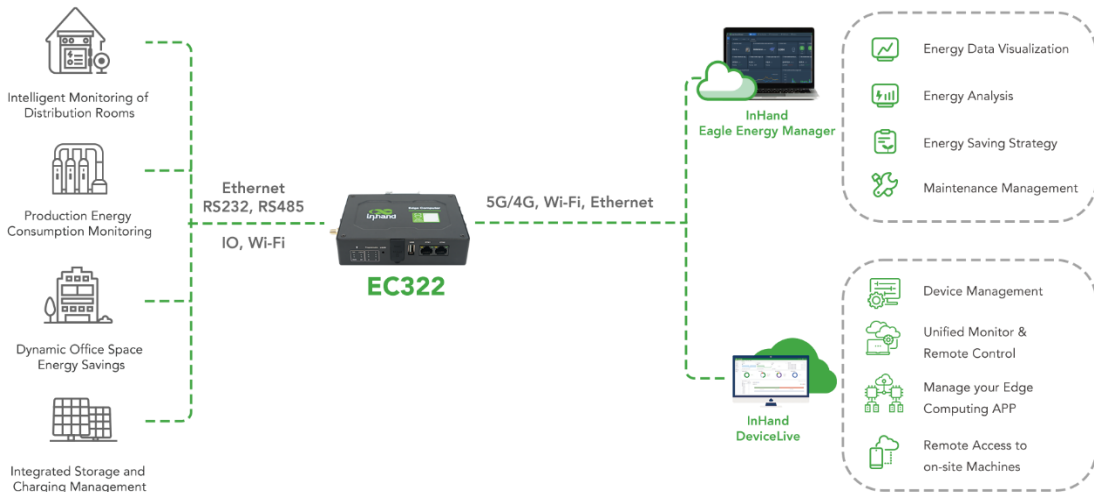 Intelligent Monitoring of
Distribution Rooms
Production Energy
Consumption Monitoring
Dynamic Office Space
Energy Savings
Integrated Storage and
Charging Management
Ethernet
RS232, RS485
IO, Wi-Fi
inhand
Edge Computer
EC322
5G/4G, Wi-Fi, Ethernet
InHand
Eagle Energy Manager
InHand
DeviceLive
Energy Data Visualization
Energy Analysis
Energy Saving Strategy
Maintenance Management
Device Management
Unified Monitor &
Remote Control
Manage your Edge
Computing APP
Remote Access to
on-site Machines